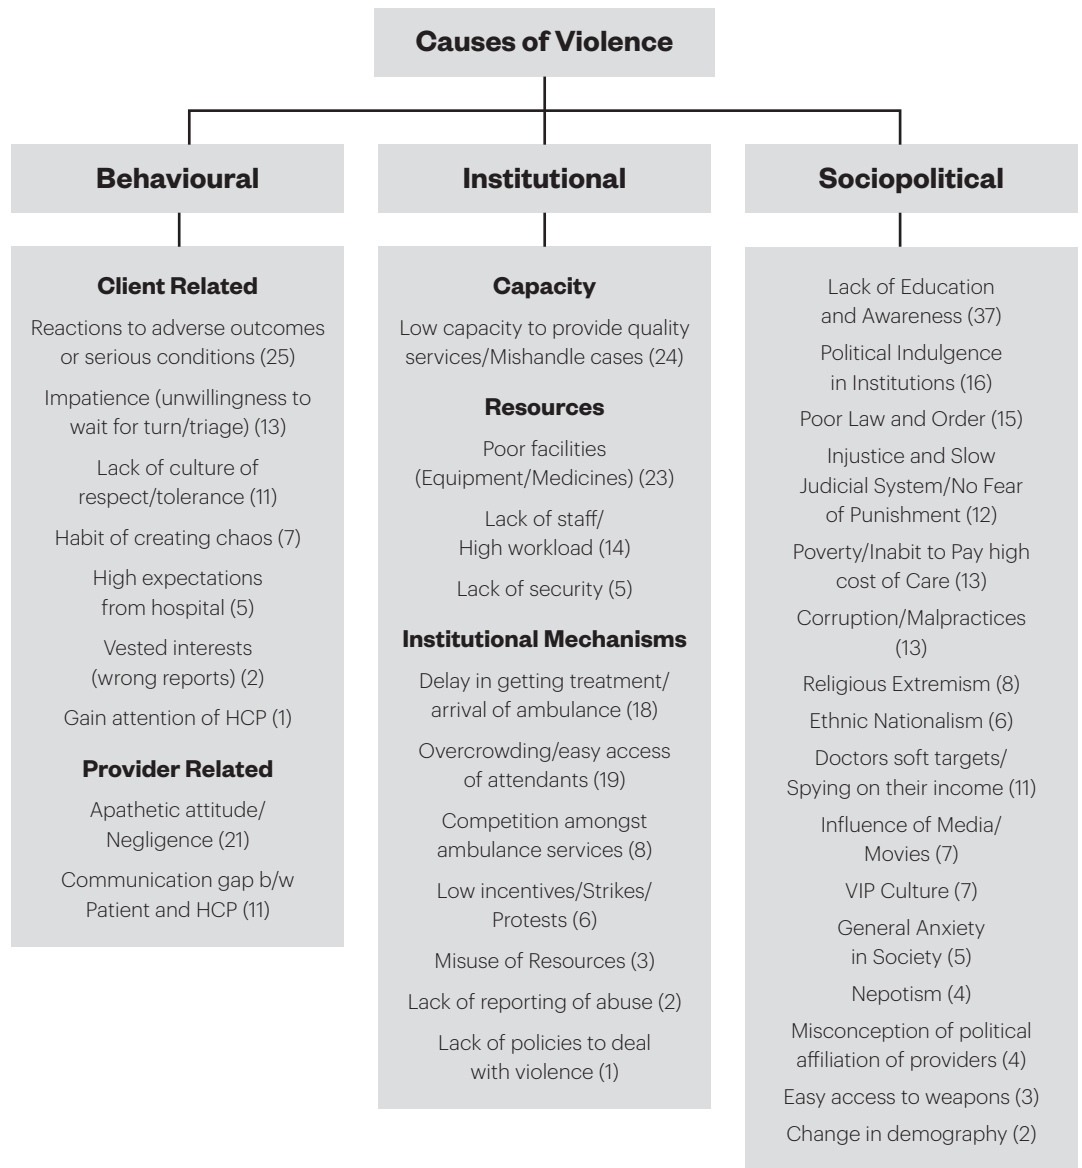 Causes of Violence
Behavioural
Institutional
Sociopolitical
Client Related
Reactions to adverse outcomes
or serious conditions (25)
Impatience (unwillingness to
wait for turn/triage) (13)
Lack of culture of
respect/tolerance (11)
Habit of creating chaos (7)
High expectations
from hospital (5)
Vested interests
(wrong reports) (2)
Gain attention of HCP (1)
Provider Related
Apathetic attitude/
Negligence (21)
Communication gap b/w
Patient and HCP (11)
Capacity
Low capacity to provide quality
services/Mishandle cases (24)
Resources
Poor facilities
(Equipment/Medicines) (23)
Lack of staff/
High workload (14)
Lack of security (5)
Institutional Mechanisms
Delay in getting treatment/
arrival of ambulance (18)
Overcrowding/easy access
of attendants (19)
Competition amongst
ambulance services (8)
Low incentives/Strikes/
Protests (6)
Misuse of Resources (3)
Lack of reporting of abuse (2)
Lack of policies to deal
with violence (1)
Lack of Education
and Awareness (37)
Political Indulgence
in Institutions (16)
Poor Law and Order (15)
Injustice and Slow
Judicial System/No Fear
of Punishment (12)
Poverty/Inabit to Pay high
cost of Care (13)
Corruption/Malpractices
(13)
Religious Extremism (8)
Ethnic Nationalism (6)
Doctors soft targets/
Spying on their income (11)
Influence of Media/
Movies (7)
VIP Culture (7)
General Anxiety
in Society (5)
Nepotism (4)
Misconception of political
affiliation of providers (4)
Easy access to weapons (3)
Change in demography (2)